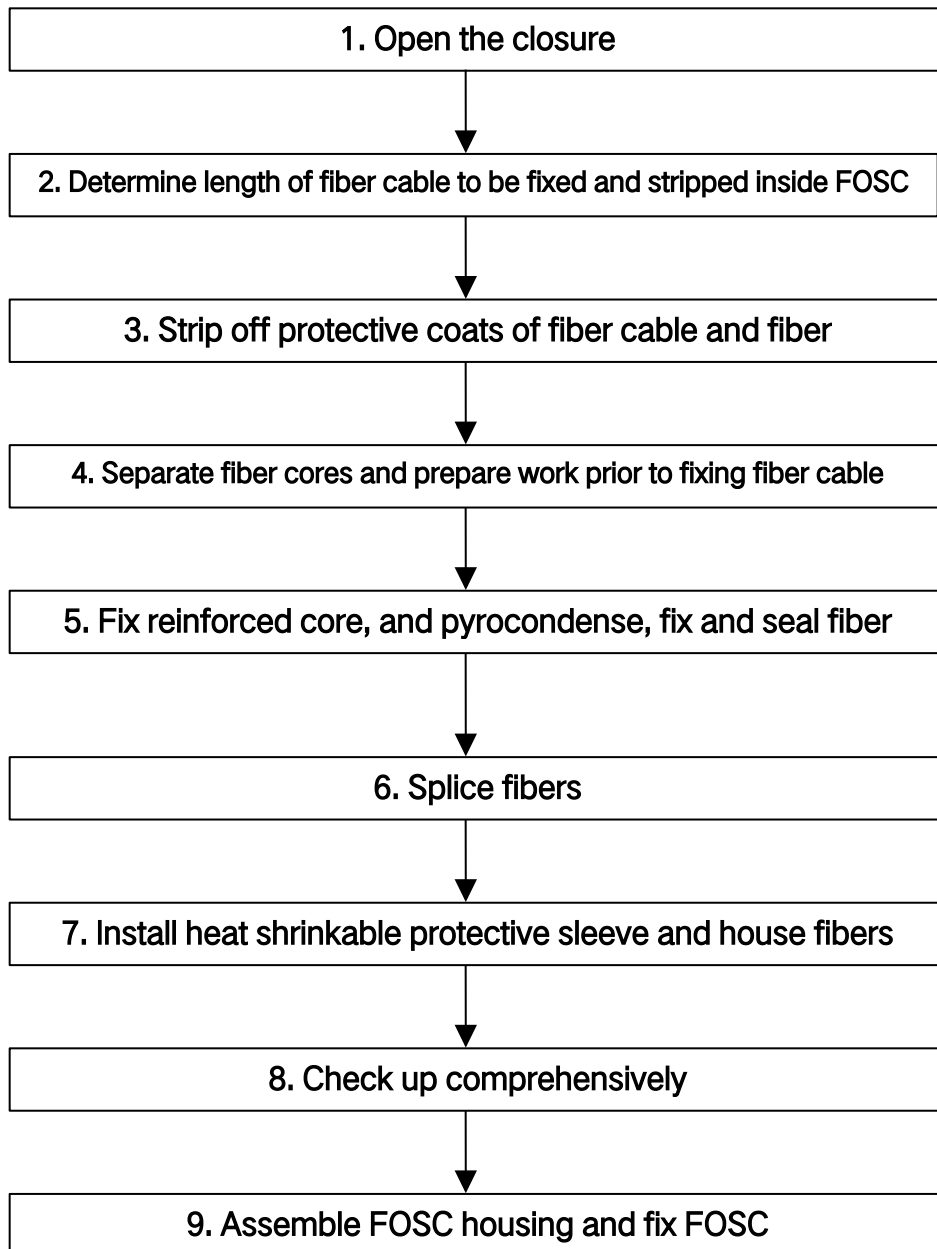 1. Open the closure
2. Determine length of fiber cable to be fixed and stripped inside FOSC
3. Strip off protective coats of fiber cable and fiber
4. Separate fiber cores and prepare work prior to fixing fiber cable
5. Fix reinforced core, and pyrocondense, fix and seal fiber
6. Splice fibers
7. Install heat shrinkable protective sleeve and house fibers
8. Check up comprehensively
9. Assemble FOSC housing and fix FOSC